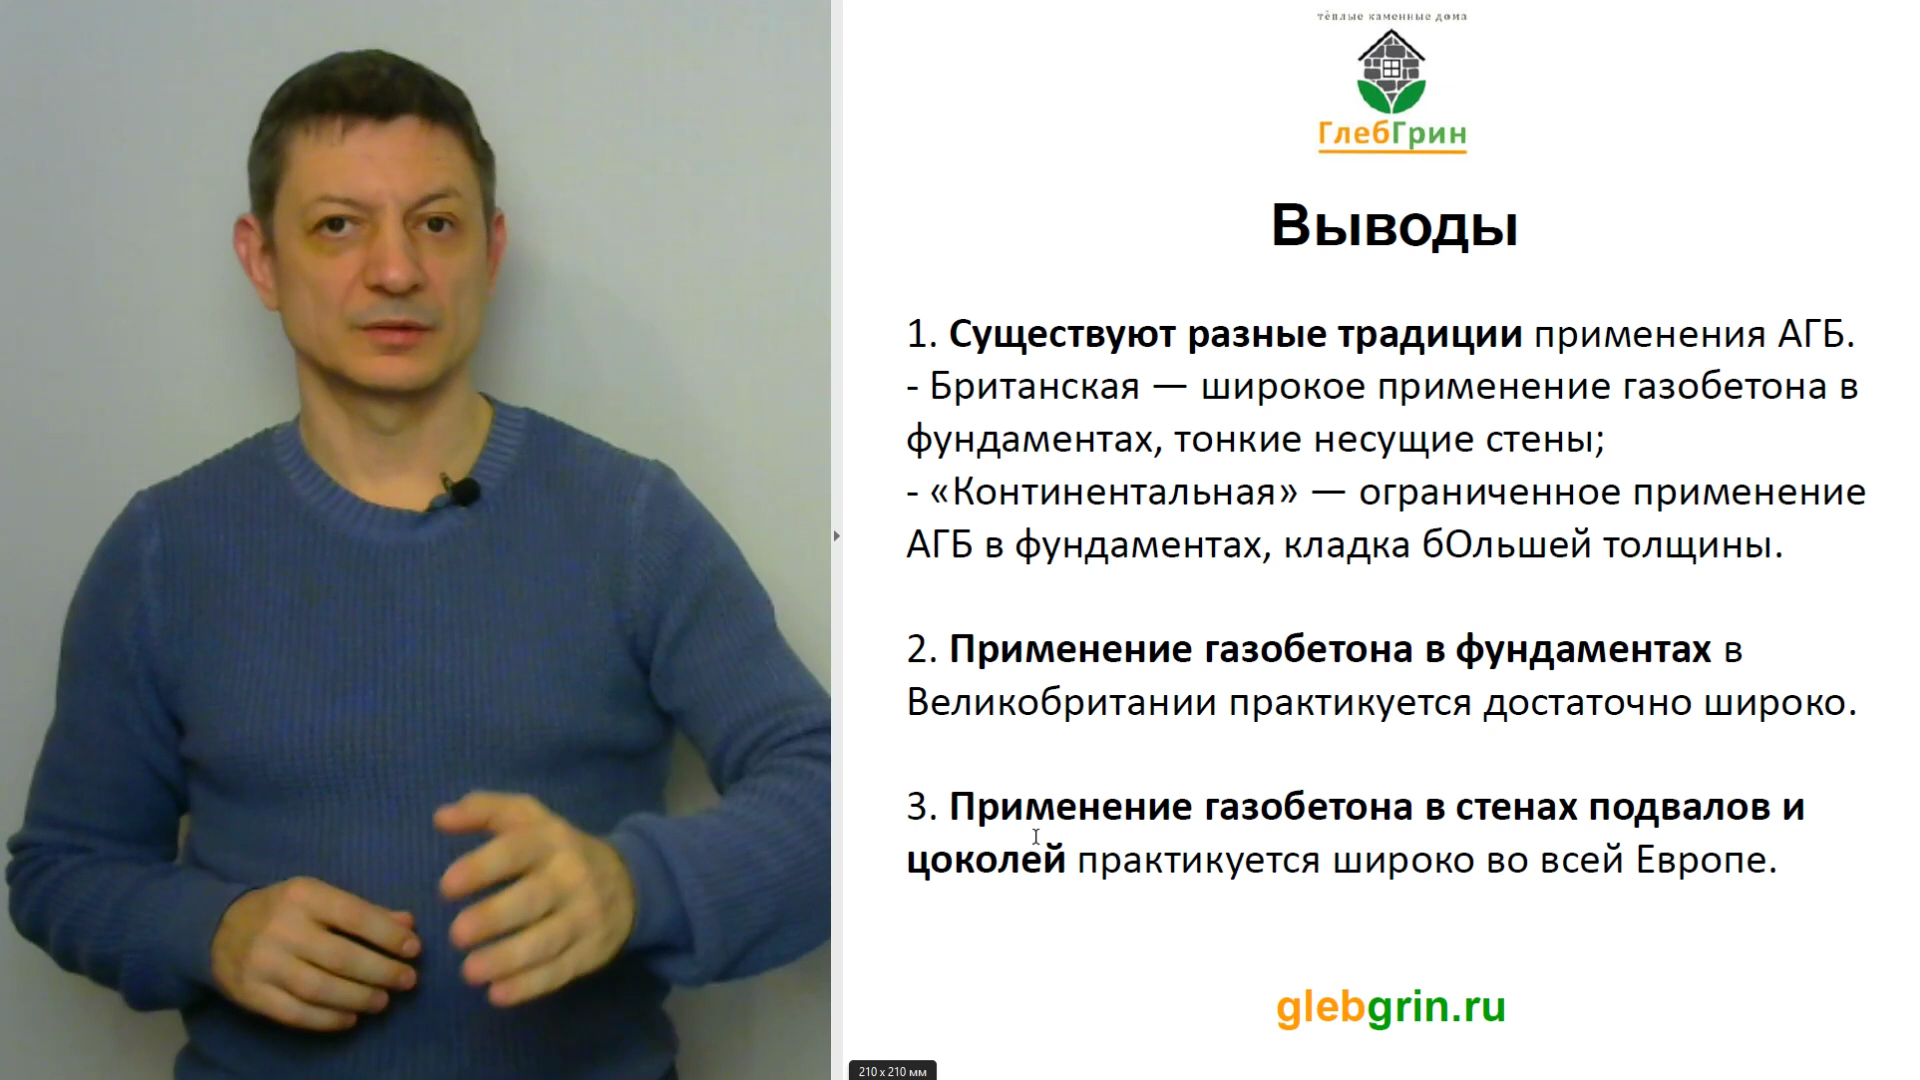 тёплые каменные дома
ГлебГрин
Выводы
1. Существуют разные традиции применения АГБ.
- Британская — широкое применение газобетона в
фундаментах, тонкие несущие стены;
- «Континентальная» — ограниченное применение
АГБ в фундаментах, кладка бОльшей толщины.
2. Применение газобетона в фундаментах в
Великобритании практикуется достаточно широко.
3. Применение газобетона в стенах подвалов и
цоколей практикуется широко во всей Европе.
glebgrin.ru
210 x 210 мм